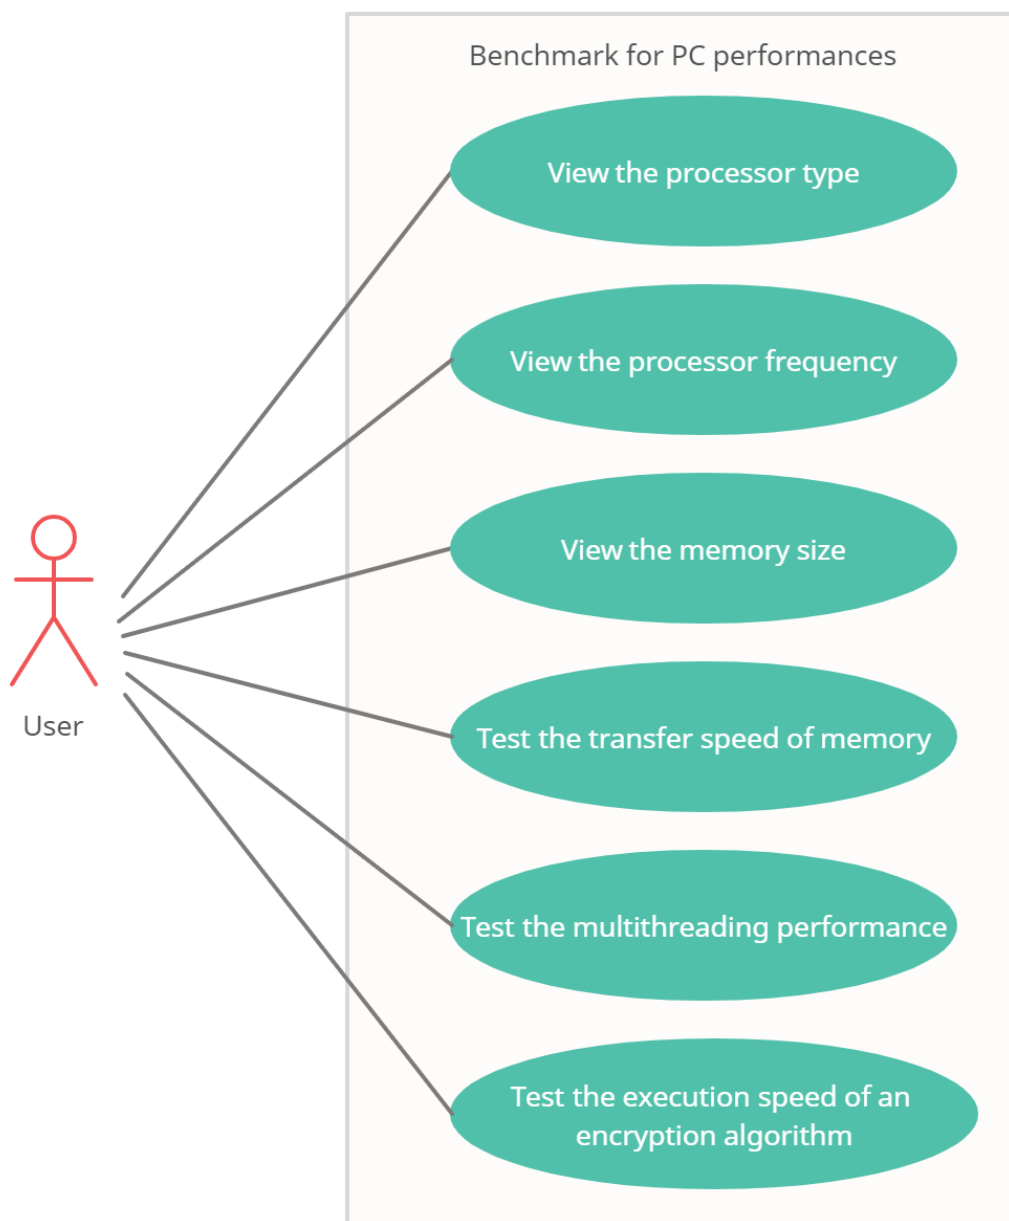 Benchmark for PC performances
View the processor type
View the processor frequency
View the memory size
Test the transfer speed of memory
User
Test the multithreading performance
Test the execution speed of an
encryption algorithm